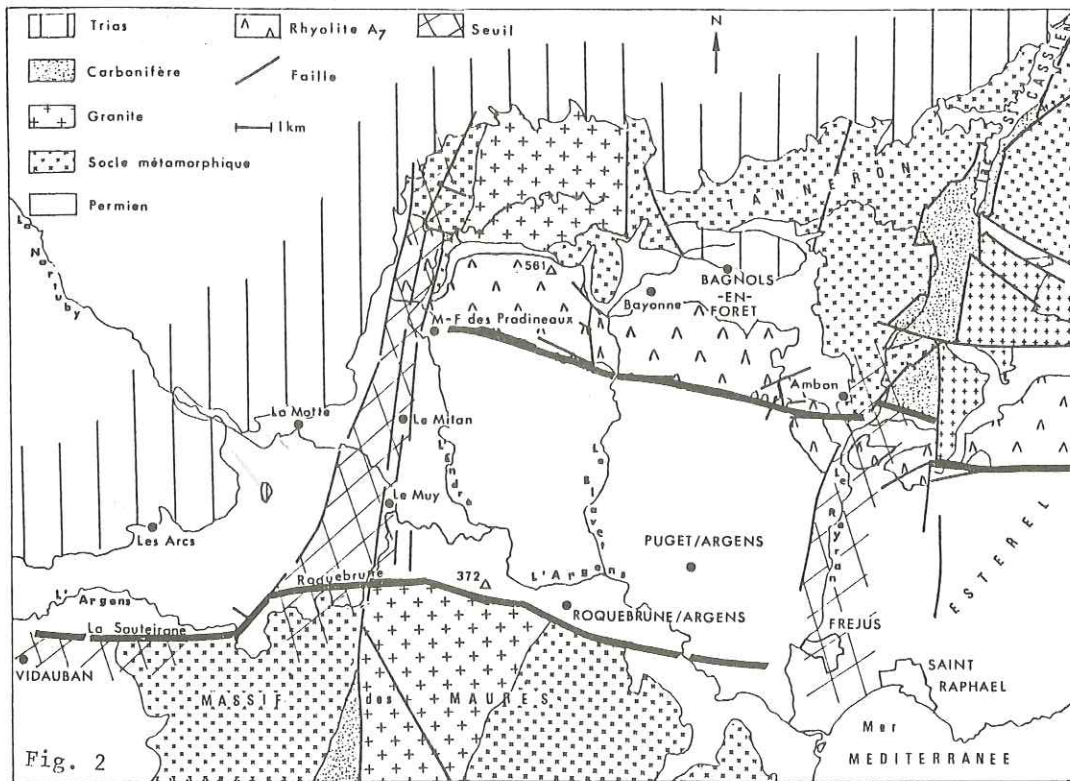 Trias
Rhyolite A7
Seuil
Carbonifère
Faille
Granite
1km
Socle métamorphique
Permien
N
ST CASSIEN
TANNERON
La Nartuby
561
BAGNOLS
-EN-
FORET
Bayonne
M-F des Pradineaux
Ambon
La Motte
Le Mitan
L'Endre
Le Blavet
Le Muy
Les Arcs
Le Reyran
ESTEREL
PUGET/ARGENS
Roquebrune
372
L'Argens
ROQUEBRUNE/ARGENS
L'Argens
La Sauteirane
FREJUS
VIDAUBAN
SAINT
RAPHAEL
MASSIF des MAURES
Mer
MEDITERRANEE
Fig. 2